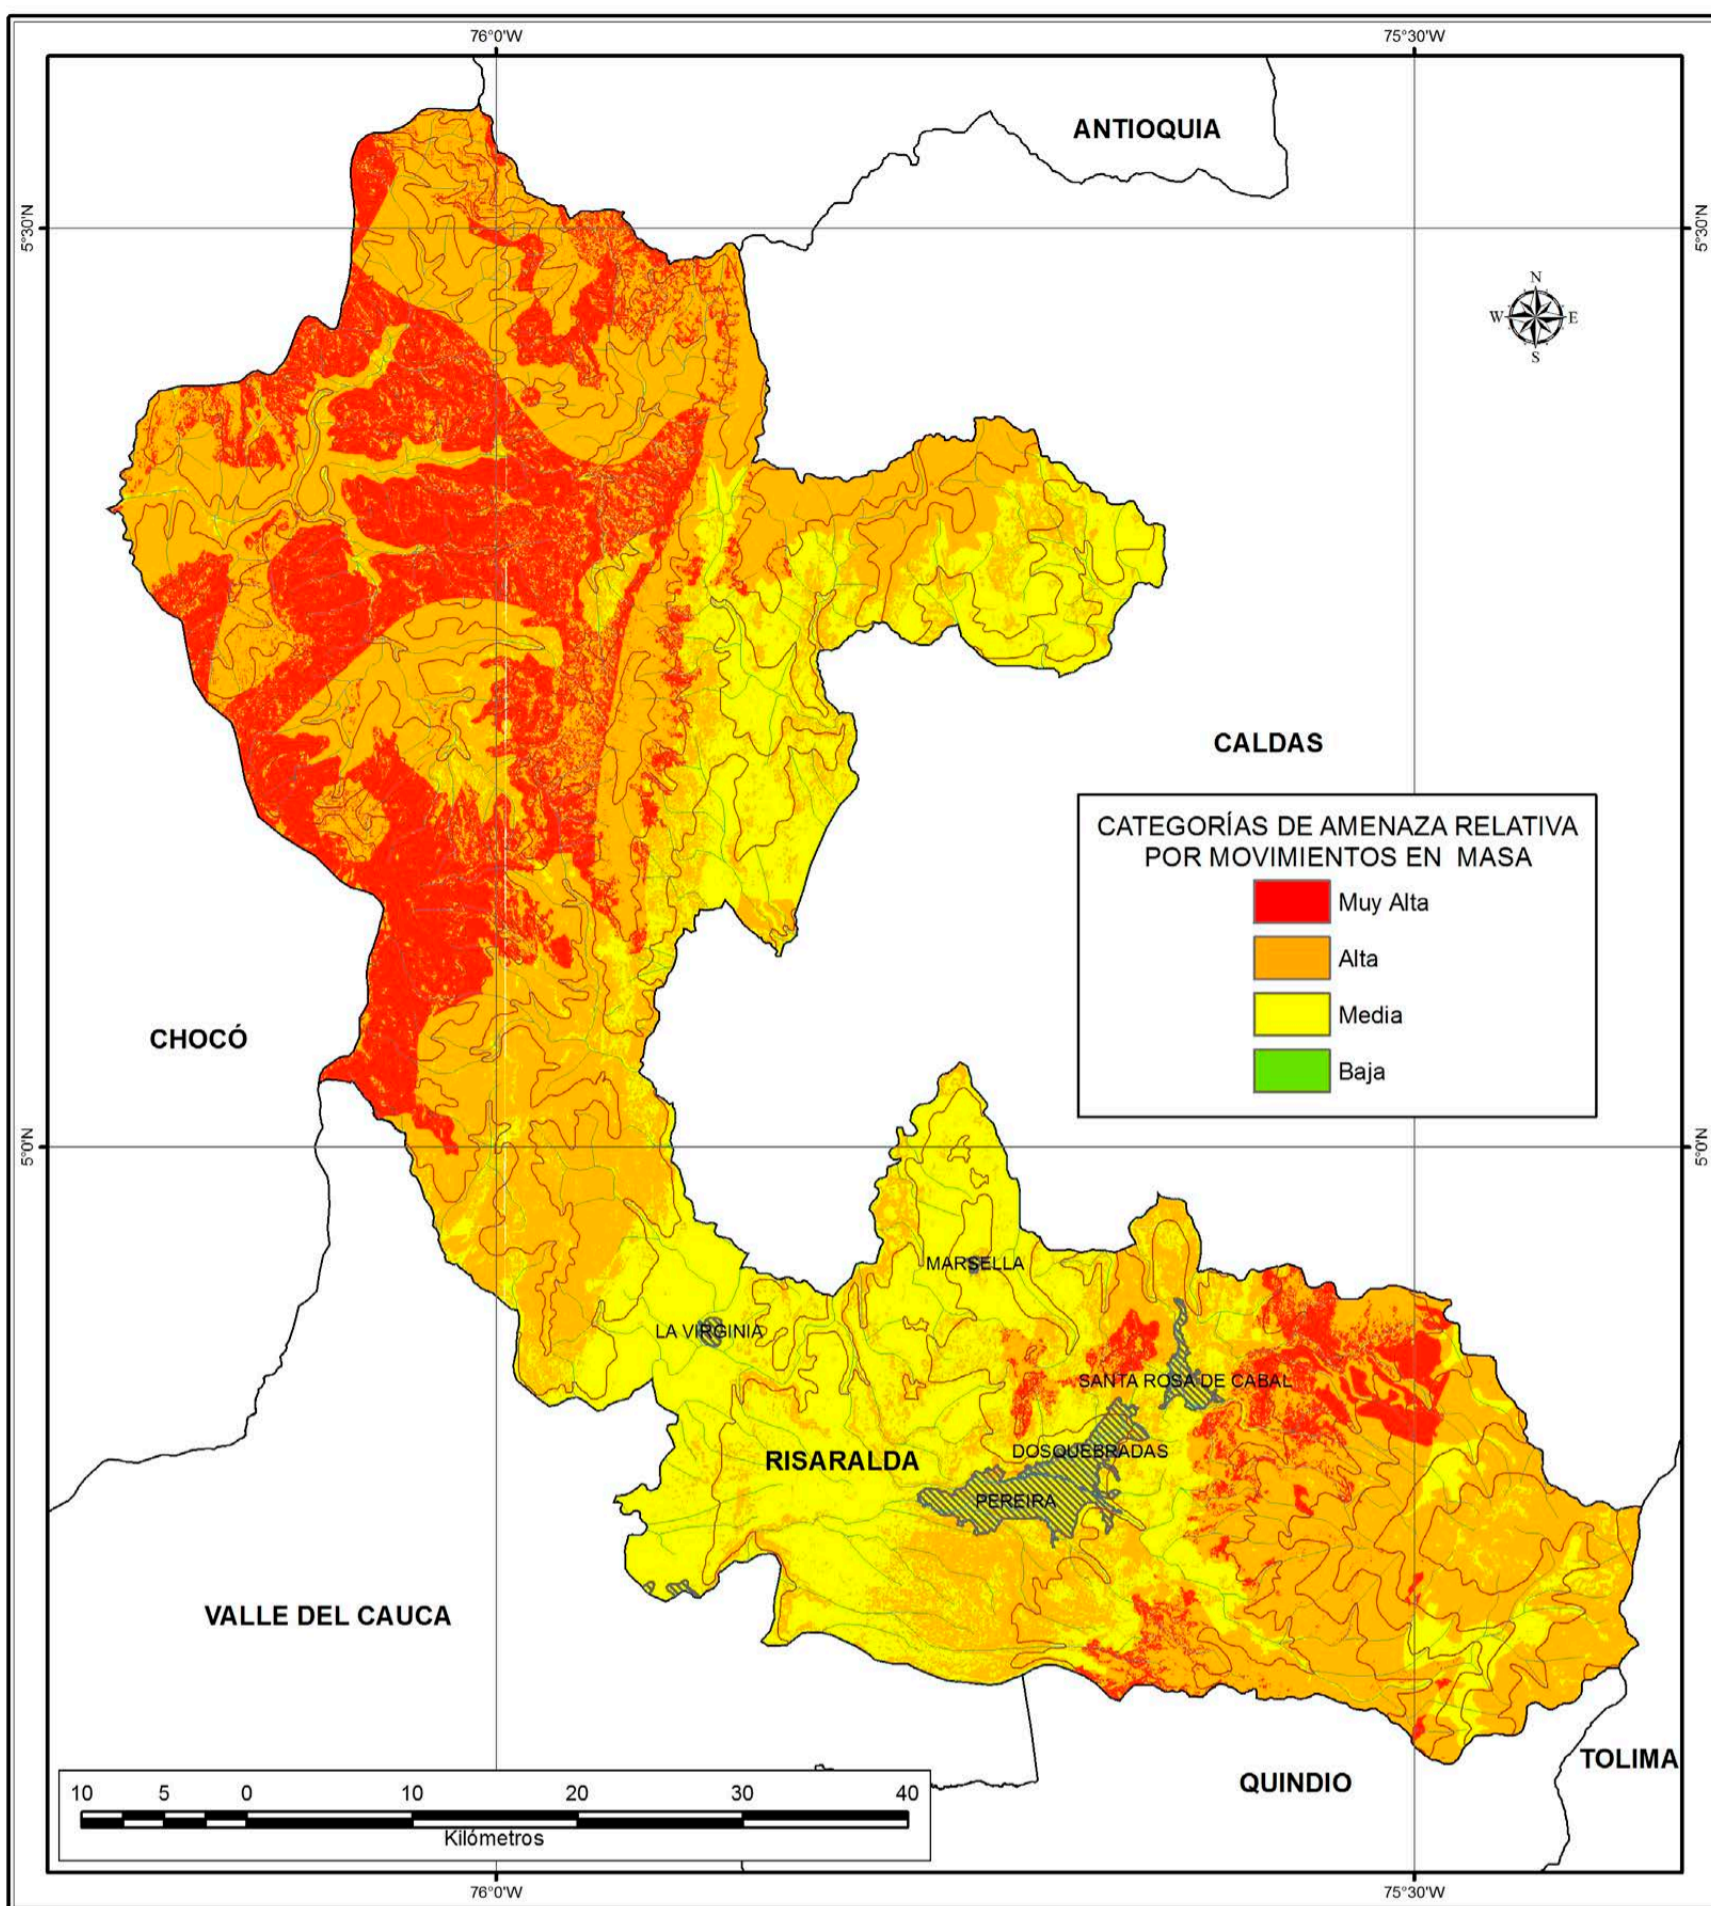 76°0'W
75°30'W
ANTIOQUIA
5°30'N
5°30'N
N
W
E
S
CALDAS
CATEGORÍAS DE AMENAZA RELATIVA
POR MOVIMIENTOS EN MASA
Muy Alta
Alta
Media
Baja
CHOCÓ
5°0'N
5°0'N
MARSELLA
LA VIRGINIA
SANTA ROSA DE CABAL
DOSQUEBRADAS
RISARALDA
PEREIRA
VALLE DEL CAUCA
TOLIMA
QUINDIO
10 5 0 10 20 30 40
Kilómetros
76°0'W
75°30'W